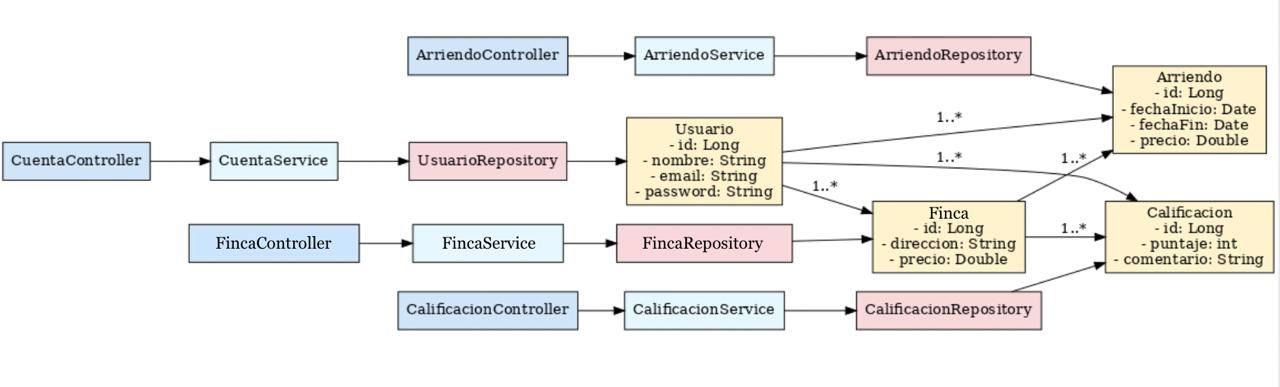 ArriendoController
ArriendoService
ArriendoRepository
Arriendo
- id: Long
- fechaInicio: Date
- fechaFin: Date
- precio: Double
CuentaController
CuentaService
UsuarioRepository
Usuario
- id: Long
- nombre: String
- email: String
- password: String
1..*
1..*
1..*
1..*
1..*
FincaController
FincaService
FincaRepository
Finca
- id: Long
- direccion: String
- precio: Double
Calificacion
- id: Long
- puntaje: int
- comentario: String
CalificacionController
CalificacionService
CalificacionRepository